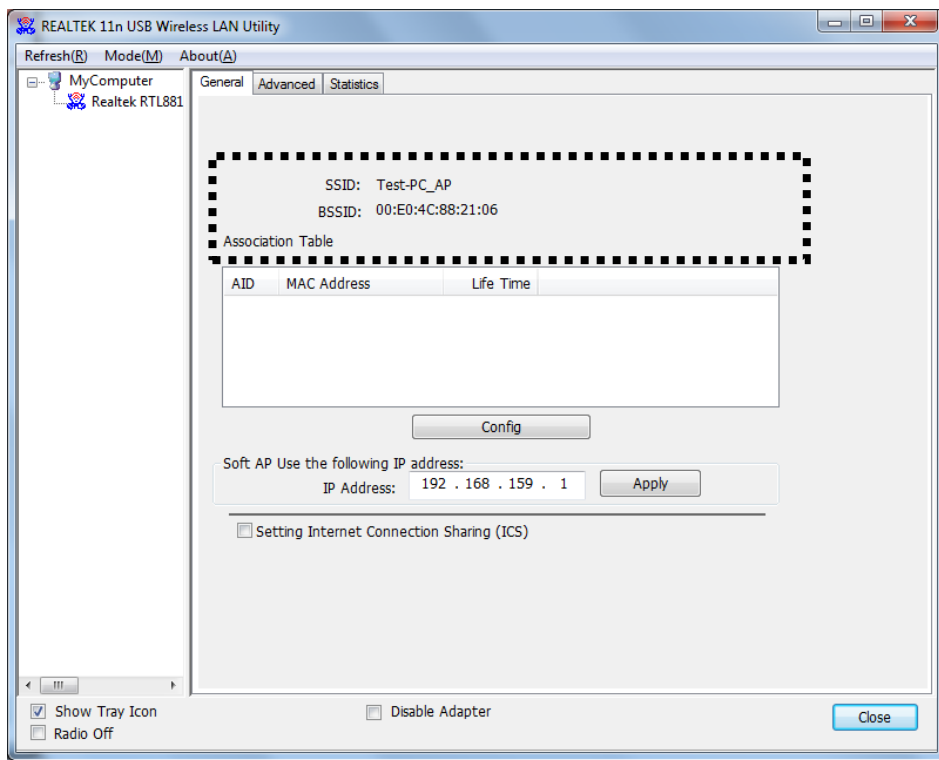 REALTEK 11n USB Wireless LAN Utility
Refresh(R) Mode(M) About(A)
MyComputer
Realtek RTL881
General Advanced Statistics
SSID: Test-PC_AP
BSSID: 00:E0:4C:88:21:06
Association Table
AID MAC Address Life Time
Config
Soft AP Use the following IP address:
IP Address: 192 . 168 . 159 . 1 Apply
Setting Internet Connection Sharing (ICS)
Show Tray Icon Disable Adapter Close
Radio Off